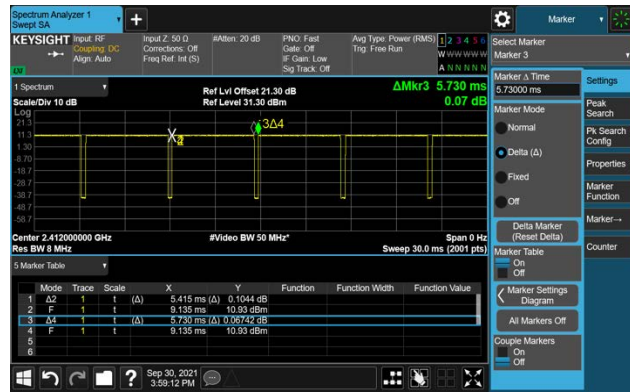 Spectrum Analyzer 1
Swept SA
+
Marker
KEYSIGHT Input: RF
Coupling: DC
Align: Auto
Input Z: 50 Ω
Corrections: Off
Freq Ref: Int (S)
#Atten: 20 dB
PNO: Fast
Gate: Off
IF Gain: Low
Sig Track: Off
Avg Type: Power (RMS)
Trig: Free Run
1 2 3 4 5 6
W W W W W W
A N N N N N
Select Marker
Marker 3
1 Spectrum
Scale/Div 10 dB
Ref Lvl Offset 21.30 dB
Ref Level 31.30 dBm
ΔMkr3 5.730 ms
0.07 dB
Log
21.3
11.3
1.30
-8.70
-18.7
-28.7
-38.7
-48.7
-58.7
X
3Δ4
Center 2.412000000 GHz
Res BW 8 MHz
#Video BW 50 MHz*
Span 0 Hz
Sweep 30.0 ms (2001 pts)
5 Marker Table
Mode Trace Scale X Y Function Function Width Function Value
1 Δ2 1 t (Δ) 5.415 ms (Δ) 0.1044 dB
2 F 1 t 9.135 ms 10.93 dBm
3 Δ4 1 t (Δ) 5.730 ms (...) 0.06742 dB
4 F 1 t 9.135 ms 10.93 dBm
5
6
Marker Δ Time
5.73000 ms
Marker Mode
Normal
Delta (Δ)
Fixed
Off
Delta Marker
(Reset Delta)
Marker Table
On
Off
Marker Settings
Diagram
All Markers Off
Couple Markers
On
Off
Settings
Peak
Search
Pk Search
Config
Properties
Marker
Function
Marker→
Counter
?
Sep 30, 2021
3:59:12 PM